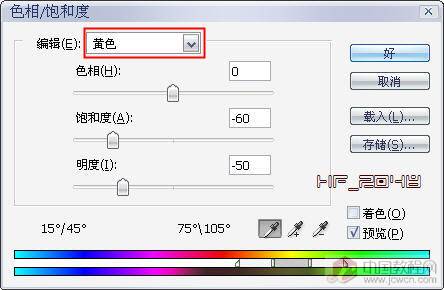 色相/饱和度
编辑(E): 黄色
好
色相(H): 0
取消
饱和度(A): -60
载入(L)...
存储(S)...
明度(I): -50
HF_2048
15°/45° 75°\105°
着色(O)
预览(P)
中国教程网
www.jcwcn.com